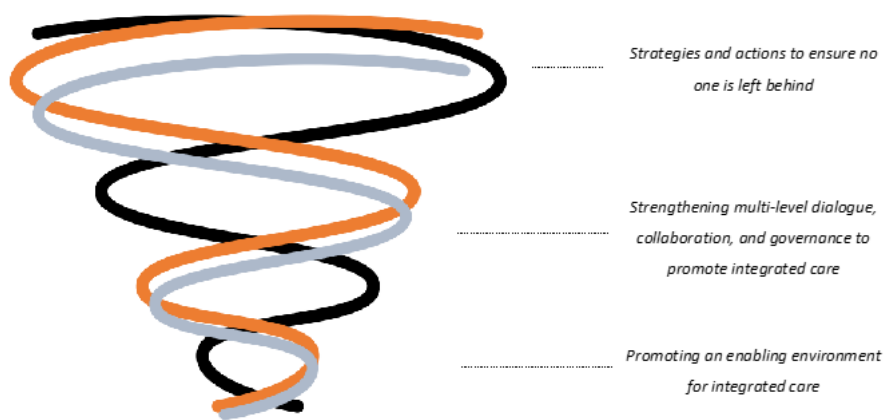 Strategies and actions to ensure no
one is left behind
Strengthening multi-level dialogue,
collaboration, and governance to
promote integrated care
Promoting an enabling environment
for integrated care